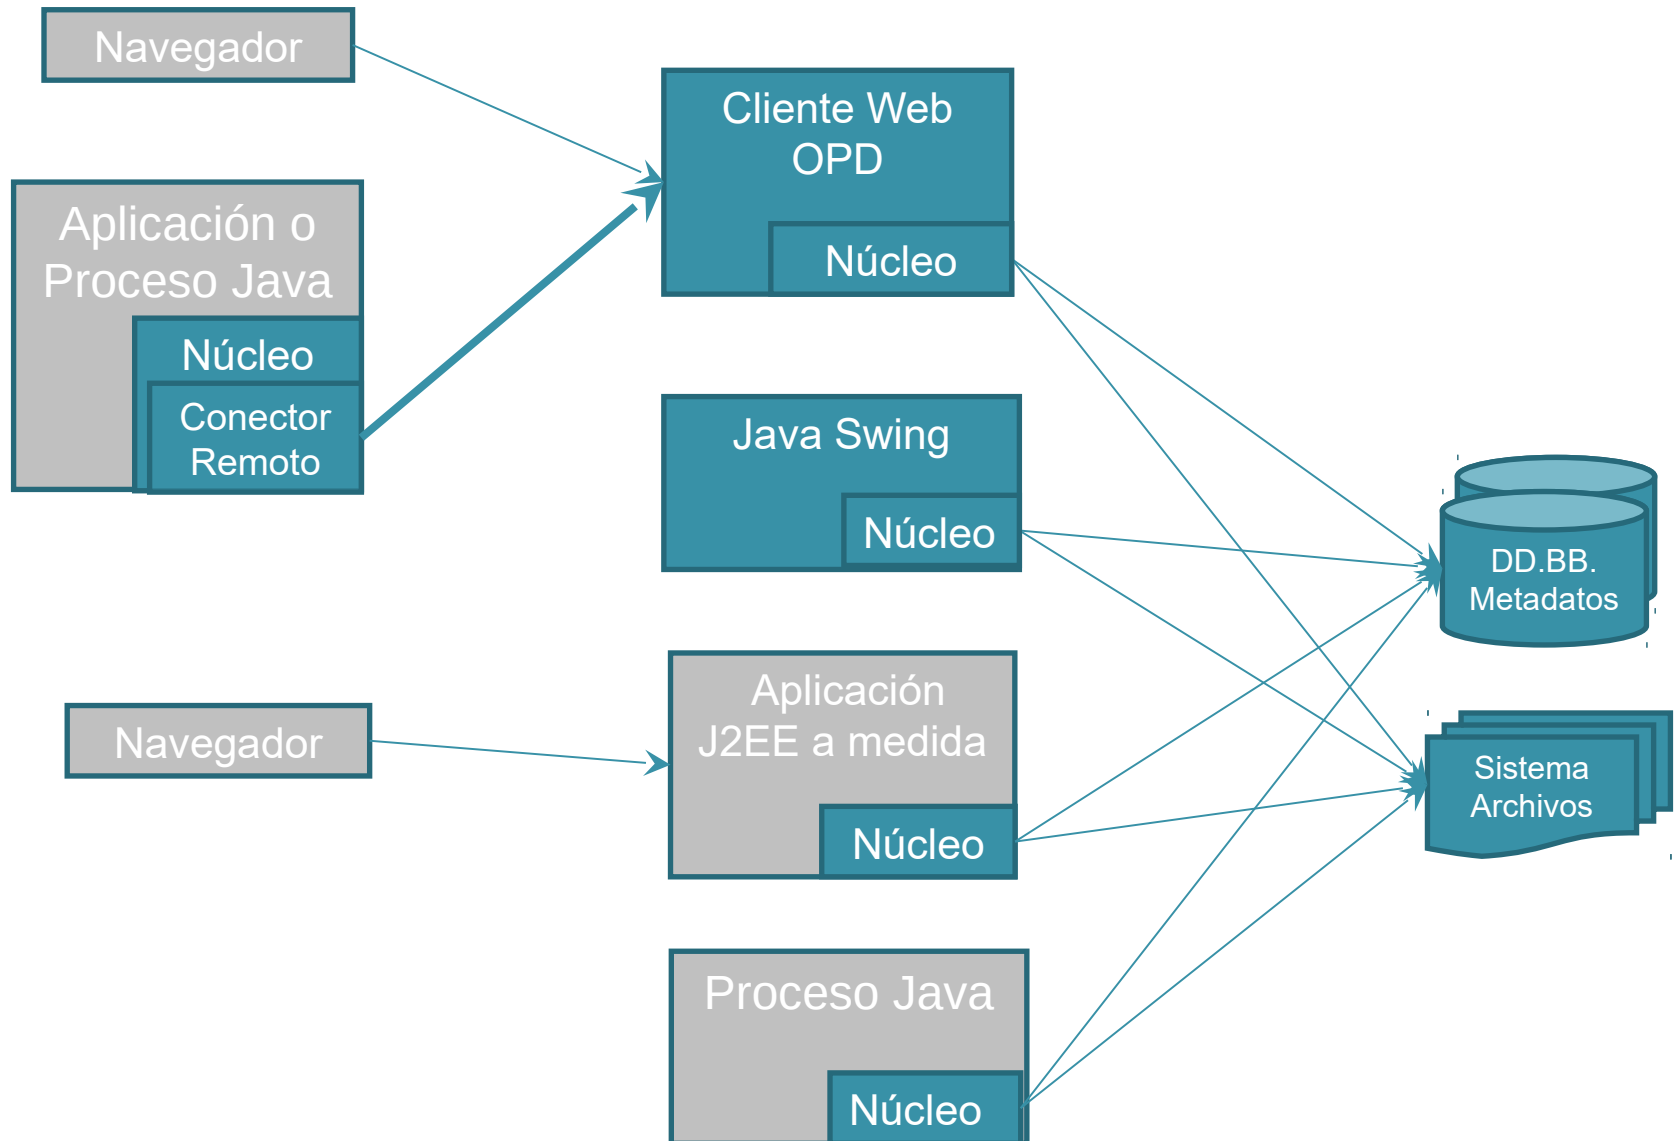 Navegador
Aplicación o
Proceso Java
Núcleo
Conector
Remoto
Cliente Web
OPD
Núcleo
Java Swing
Núcleo
Navegador
Aplicación
J2EE a medida
Núcleo
Proceso Java
Núcleo
DD.BB.
Metadatos
Sistema
Archivos